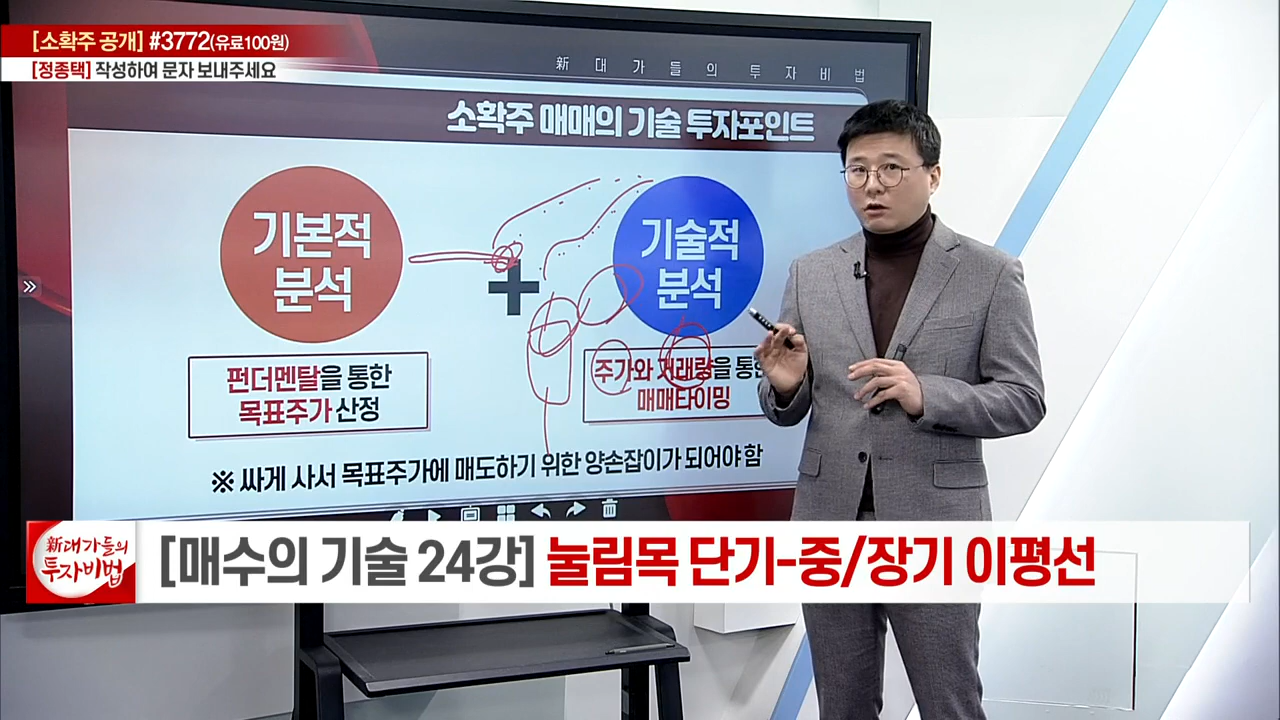 [소확주 공개] #3772(유료100원)
[정종택] 작성하여 문자 보내주세요
新 대 가 들 의 투 자 비 법
소확주 매매의 기술 투자포인트
기본적
분석
기술적
분석
펀더멘탈을 통한
목표주가 산정
주가와 거래량을 통한
매매타이밍
※ 싸게 사서 목표주가에 매도하기 위한 양손잡이가 되어야 함
新대가들의
투자비법
[매수의 기술 24강] 눌림목 단기-중/장기 이평선